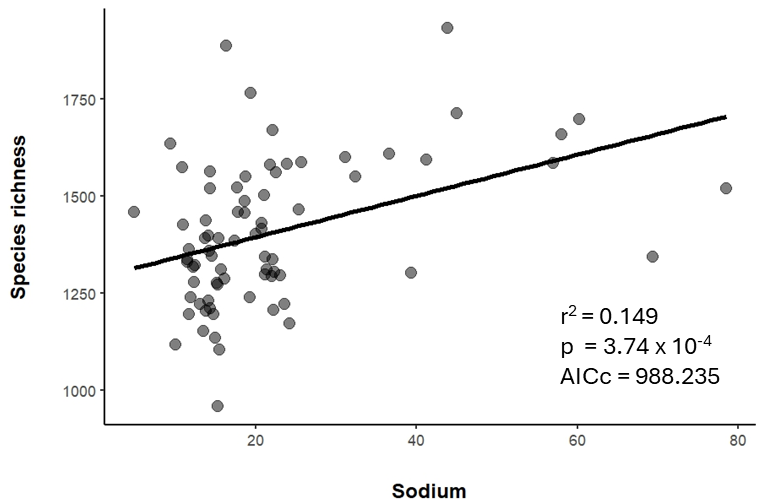 Species richness
1750
1500
1250
1000
r² = 0.149
p = 3.74 x 10⁻⁴
AICc = 988.235
20 40 60 80
Sodium